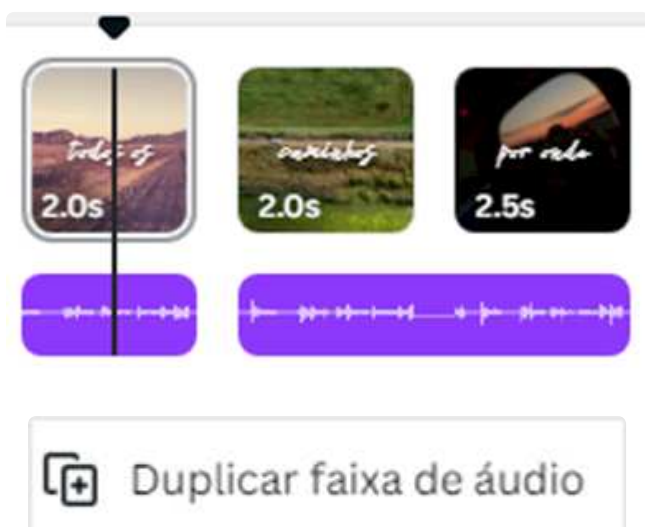 todos os
caminhos
por onde
2.0s
2.0s
2.5s
Duplicar faixa de áudio